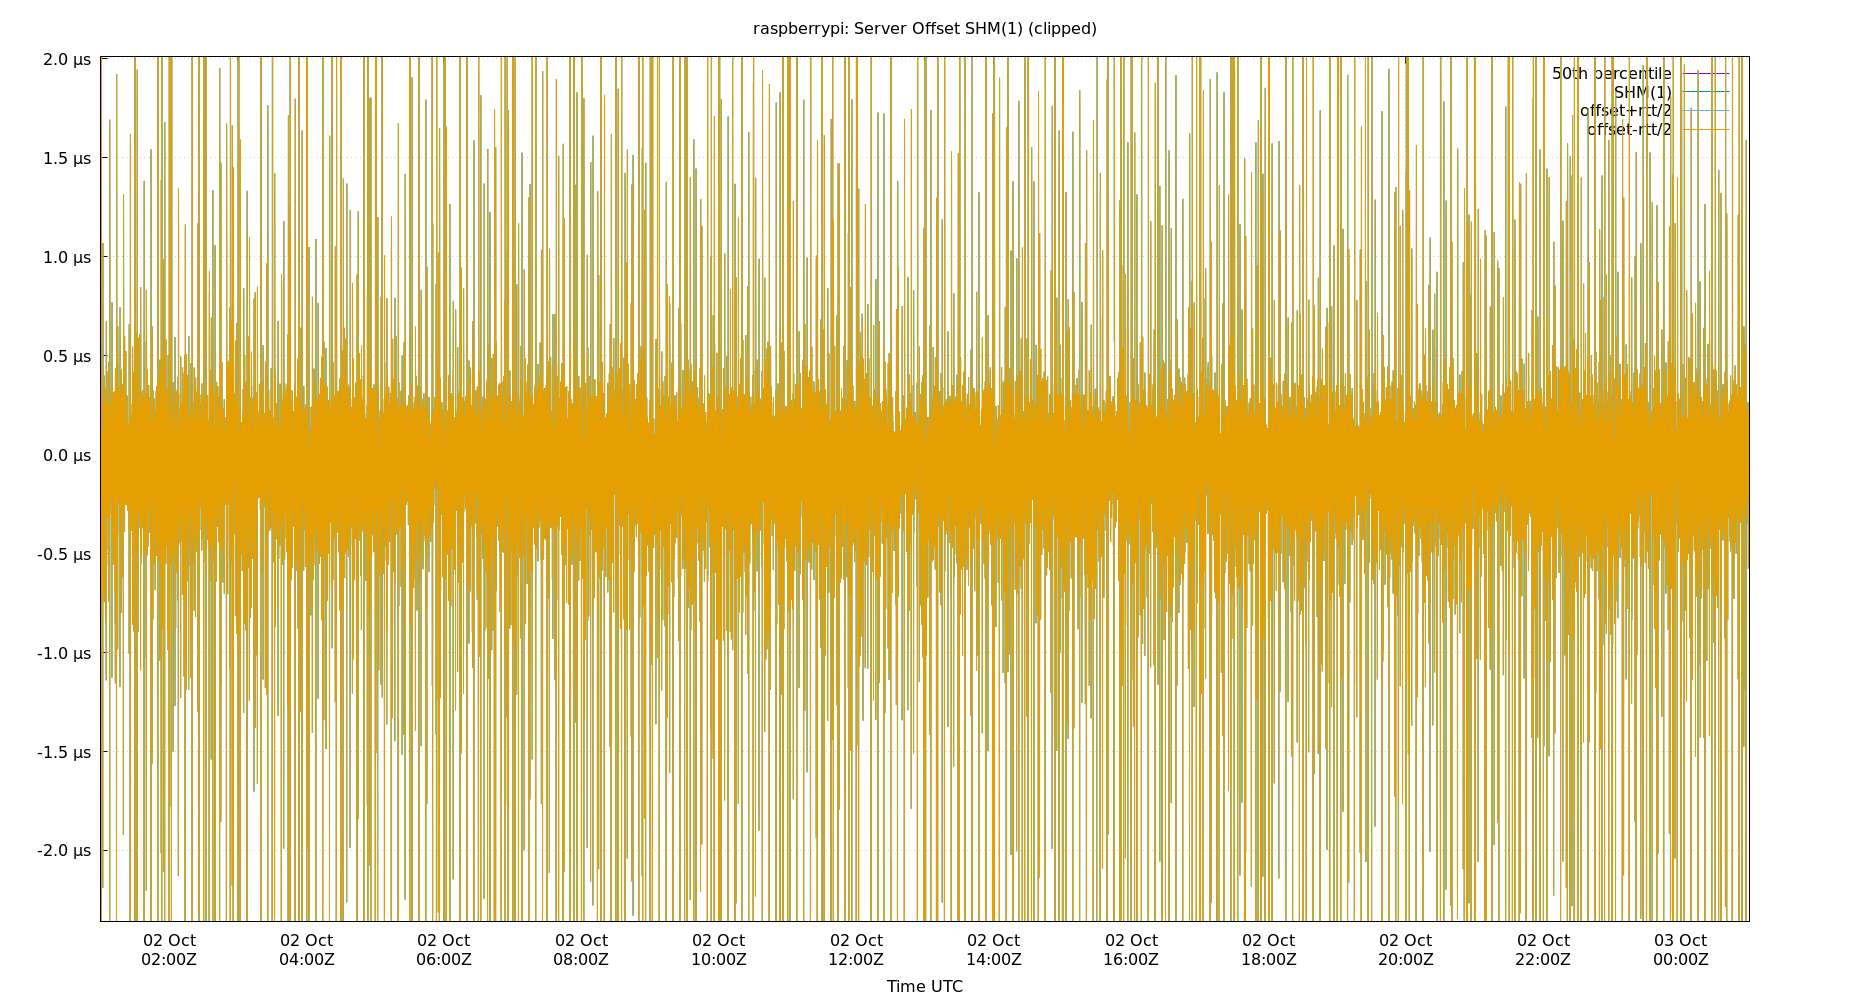 raspberrypi: Server Offset SHM(1) (clipped)
2.0 µs
1.5 µs
1.0 µs
0.5 µs
0.0 µs
-0.5 µs
-1.0 µs
-1.5 µs
-2.0 µs
50th percentile
SHM(1)
offset+rtt/2
offset-rtt/2
02 Oct 02 Oct 02 Oct 02 Oct 02 Oct 02 Oct 02 Oct 02 Oct 02 Oct 02 Oct 02 Oct 03 Oct
02:00Z 04:00Z 06:00Z 08:00Z 10:00Z 12:00Z 14:00Z 16:00Z 18:00Z 20:00Z 22:00Z 00:00Z
Time UTC